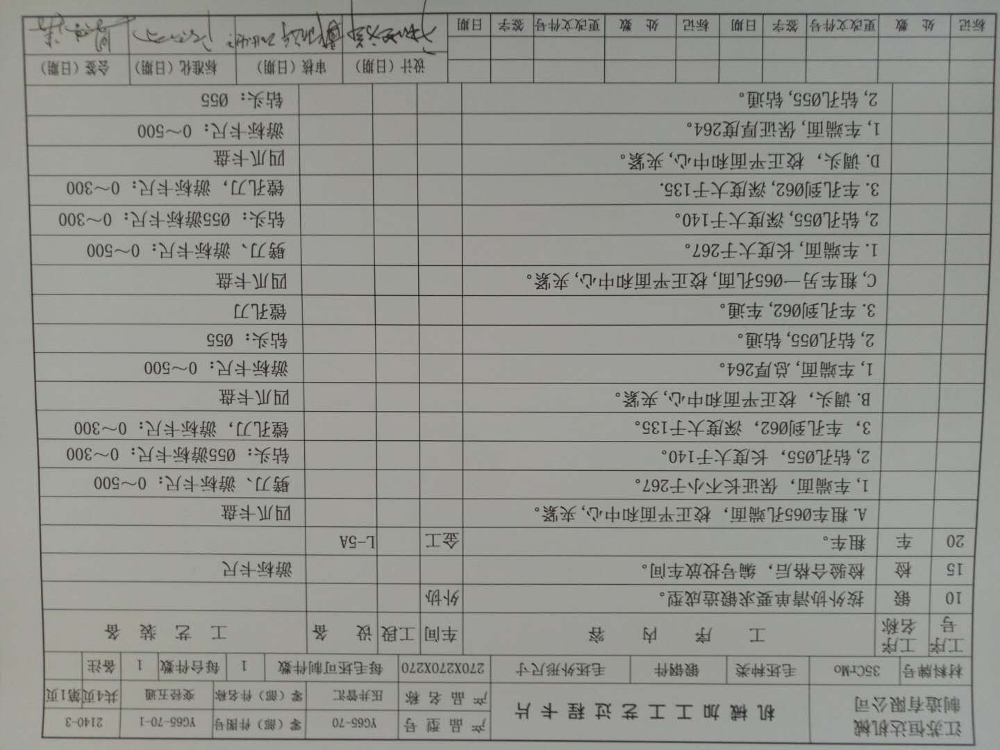 江苏恒达机械制造有限公司 机械加工工艺过程卡片 产品型号 YG65-70 零（部）件图号 YG65-70-1 2140-3
产品名称 压井管汇 零（部）件名称 变径五通 共4页 第1页
材料牌号 35CrMo 毛坯种类 锻钢件 毛坯外形尺寸 270X270X270 每毛坯可制件数 1 每台件数 1 备注
工序号 工序名称 工序内容 车间 工段 设备 工艺装备
10 锻 按外协清单要求锻造成型。 外协
15 检 检验合格后，编号投放车间。 游标卡尺
20 车 粗车。 金工 L-5A
A. 粗车Ø65孔端面， 校正平面和中心, 夹紧。 四爪卡盘
1, 车端面， 保证长不小于267。 劈刀、游标卡尺：0～500
2, 钻孔Ø55， 长度大于140。 钻头：Ø55游标卡尺：0～300
3， 车孔到Ø62， 深度大于135。 镗孔刀，游标卡尺：0～300
B. 调头， 校正平面和中心, 夹紧。 四爪卡盘
1, 车端面, 总厚264。 游标卡尺：0～500
2, 钻孔Ø55, 钻通。 钻头：Ø55
3. 车孔到Ø62, 车通。 镗孔刀
C, 粗车另一Ø65孔面, 校正平面和中心, 夹紧。 四爪卡盘
1. 车端面, 长度大于267。 劈刀、游标卡尺：0～500
2, 钻孔Ø55, 深度大于140。 钻头：Ø55游标卡尺：0～300
3. 车孔到Ø62, 深度大于135. 镗孔刀，游标卡尺：0～300
D. 调头， 校正平面和中心, 夹紧。 四爪卡盘
1, 车端面, 保证厚度264。 游标卡尺：0～500
2, 钻孔Ø55, 钻通。 钻头：Ø55
设计（日期） 审核（日期） 标准化（日期） 会签（日期）
标记 处数 更改文件号 签字 日期 标记 处数 更改文件号 签字 日期